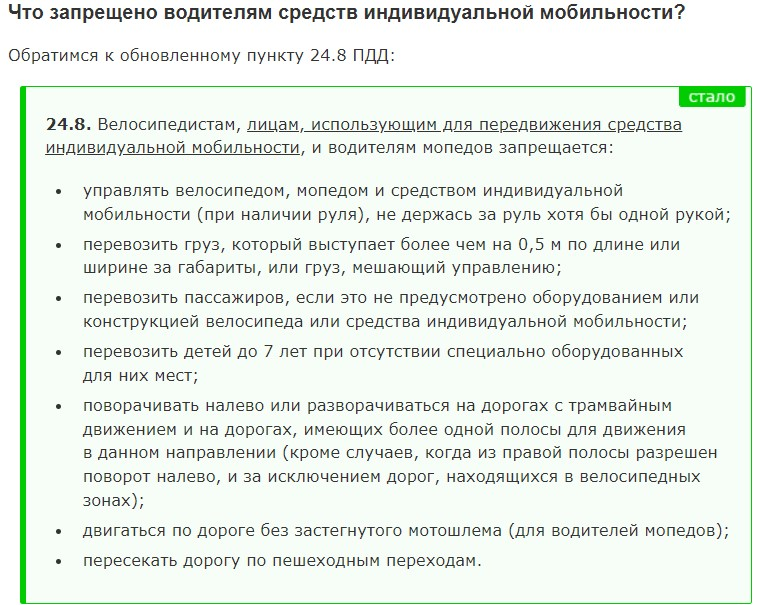 Что запрещено водителям средств индивидуальной мобильности?
Обратимся к обновленному пункту 24.8 ПДД:
стало
24.8. Велосипедистам, лицам, использующим для передвижения средства
индивидуальной мобильности, и водителям мопедов запрещается:
• управлять велосипедом, мопедом и средством индивидуальной
мобильности (при наличии руля), не держась за руль хотя бы одной рукой;
• перевозить груз, который выступает более чем на 0,5 м по длине или
ширине за габариты, или груз, мешающий управлению;
• перевозить пассажиров, если это не предусмотрено оборудованием или
конструкцией велосипеда или средства индивидуальной мобильности;
• перевозить детей до 7 лет при отсутствии специально оборудованных
для них мест;
• поворачивать налево или разворачиваться на дорогах с трамвайным
движением и на дорогах, имеющих более одной полосы для движения
в данном направлении (кроме случаев, когда из правой полосы разрешен
поворот налево, и за исключением дорог, находящихся в велосипедных
зонах);
• двигаться по дороге без застегнутого мотошлема (для водителей мопедов);
• пересекать дорогу по пешеходным переходам.